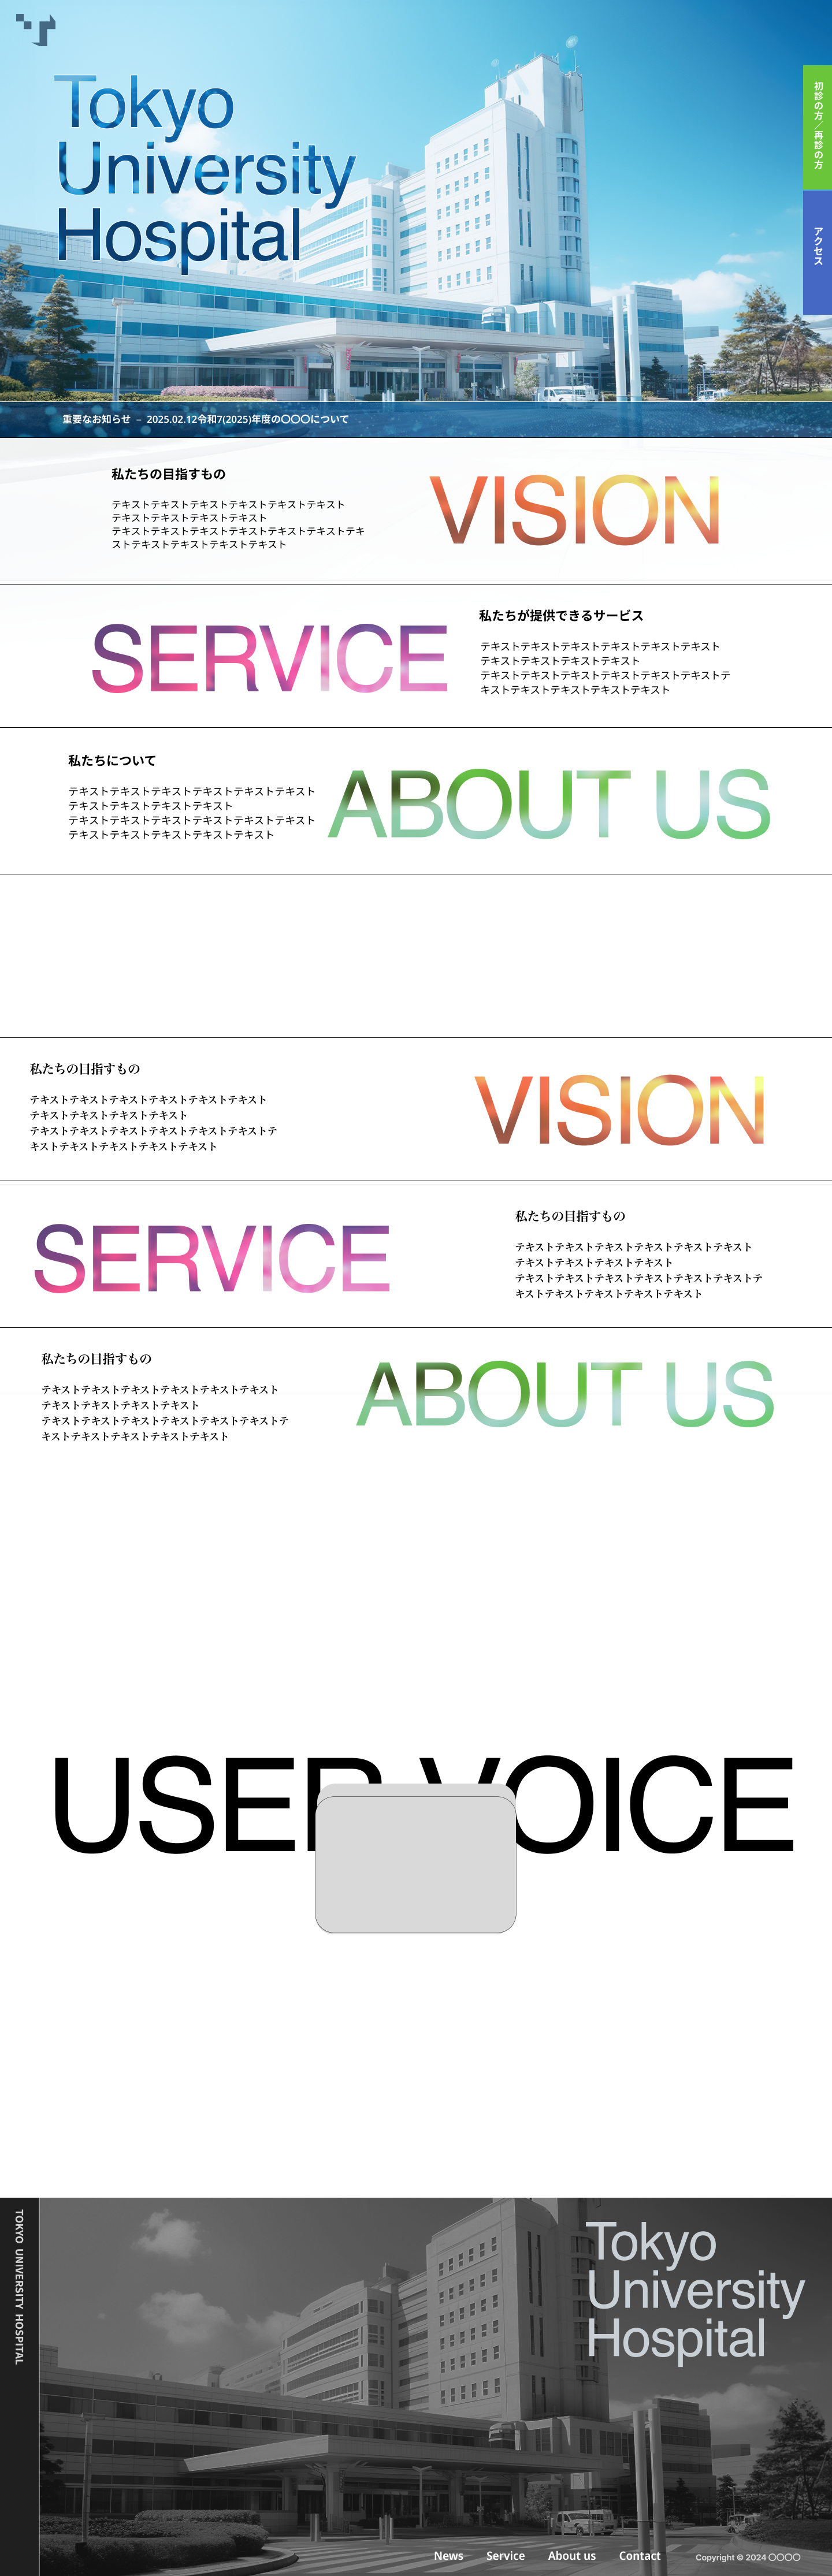 Tokyo
University
Hospital
初診の方／再診の方
アクセス
重要なお知らせ － 2025.02.12令和7(2025)年度の〇〇〇について
私たちの目指すもの
テキストテキストテキストテキストテキストテキスト
テキストテキストテキストテキスト
テキストテキストテキストテキストテキストテキストテキ
ストテキストテキストテキストテキスト
VISION
SERVICE
私たちが提供できるサービス
テキストテキストテキストテキストテキストテキスト
テキストテキストテキストテキスト
テキストテキストテキストテキストテキストテキストテ
キストテキストテキストテキストテキスト
私たちについて
テキストテキストテキストテキストテキストテキスト
テキストテキストテキストテキスト
テキストテキストテキストテキストテキストテキスト
テキストテキストテキストテキストテキスト
ABOUT US
私たちの目指すもの
テキストテキストテキストテキストテキストテキスト
テキストテキストテキストテキスト
テキストテキストテキストテキストテキストテキストテ
キストテキストテキストテキストテキスト
VISION
SERVICE
私たちの目指すもの
テキストテキストテキストテキストテキストテキスト
テキストテキストテキストテキスト
テキストテキストテキストテキストテキストテキストテ
キストテキストテキストテキストテキスト
私たちの目指すもの
テキストテキストテキストテキストテキストテキスト
テキストテキストテキストテキスト
テキストテキストテキストテキストテキストテキストテ
キストテキストテキストテキストテキスト
ABOUT US
USER VOICE
TOKYO UNIVERSITY HOSPITAL
Tokyo
University
Hospital
News Service About us Contact Copyright © 2024 〇〇〇〇